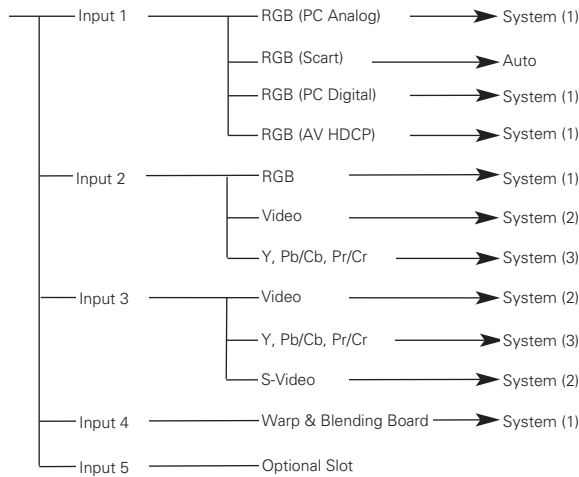 Input 1 RGB (PC Analog) System (1)
RGB (Scart) Auto
RGB (PC Digital) System (1)
RGB (AV HDCP) System (1)
Input 2 RGB System (1)
Video System (2)
Y, Pb/Cb, Pr/Cr System (3)
Input 3 Video System (2)
Y, Pb/Cb, Pr/Cr System (3)
S-Video System (2)
Input 4 Warp & Blending Board System (1)
Input 5 Optional Slot